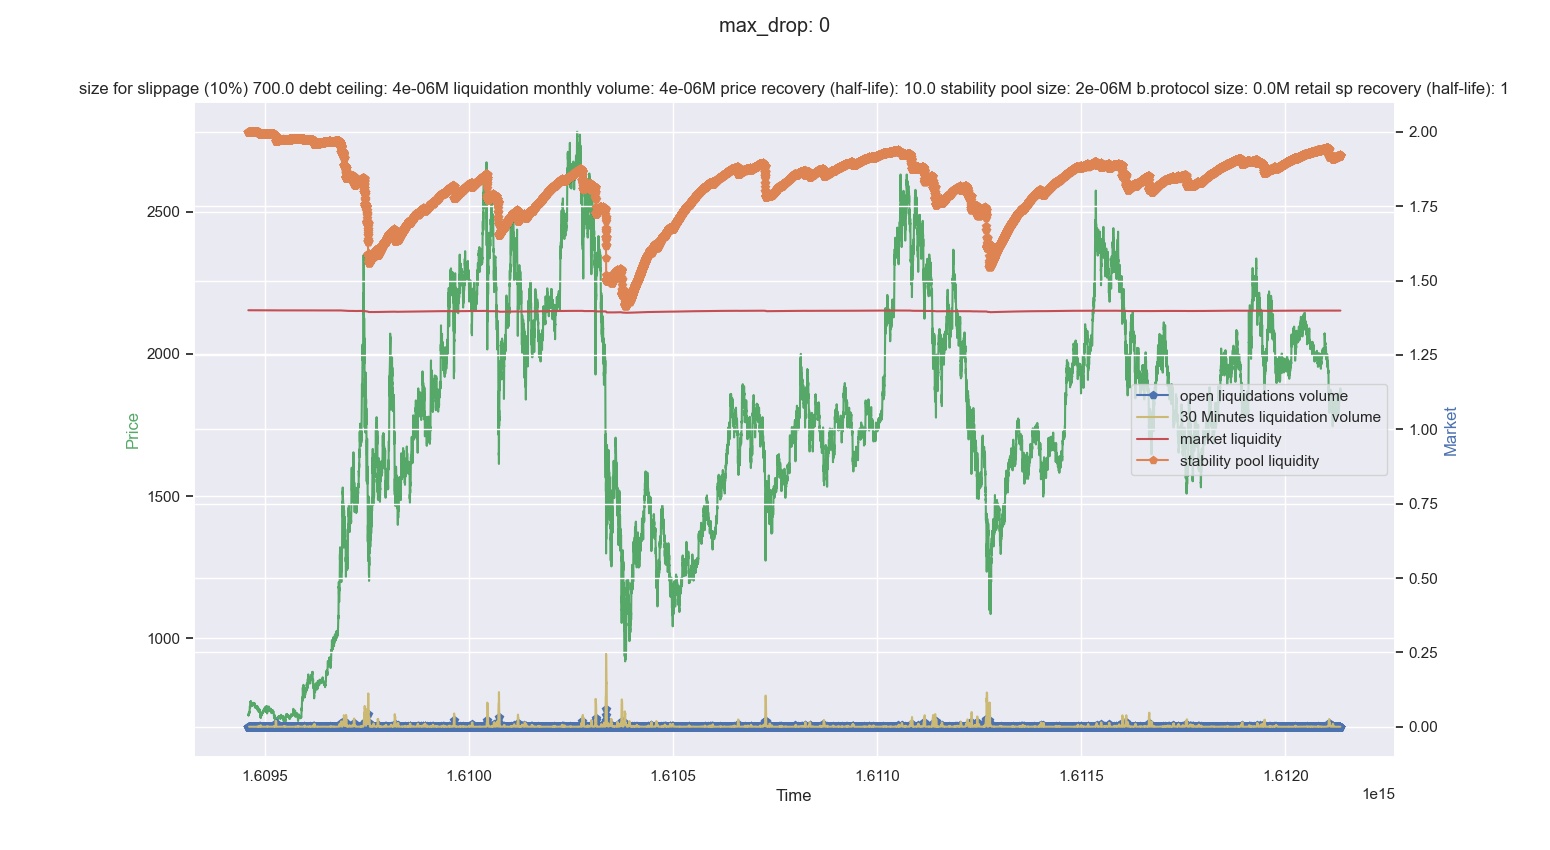 max_drop: 0
size for slippage (10%) 700.0 debt ceiling: 4e-06M liquidation monthly volume: 4e-06M price recovery (half-life): 10.0 stability pool size: 2e-06M b.protocol size: 0.0M retail sp recovery (half-life): 1
2500
2000
1500
1000
Price
2.00
1.75
1.50
1.25
1.00
0.75
0.50
0.25
0.00
Market
open liquidations volume
30 Minutes liquidation volume
market liquidity
stability pool liquidity
1.6095 1.6100 1.6105 1.6110 1.6115 1.6120
Time
1e15